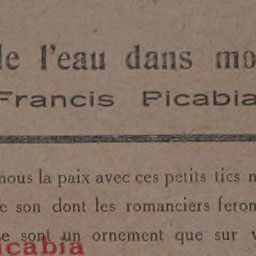 le l'eau dans mo
Francis Picabia
nous la paix avec ces petits tics n
e son dont les romanciers feron
e sont un ornement que sur v
icabia